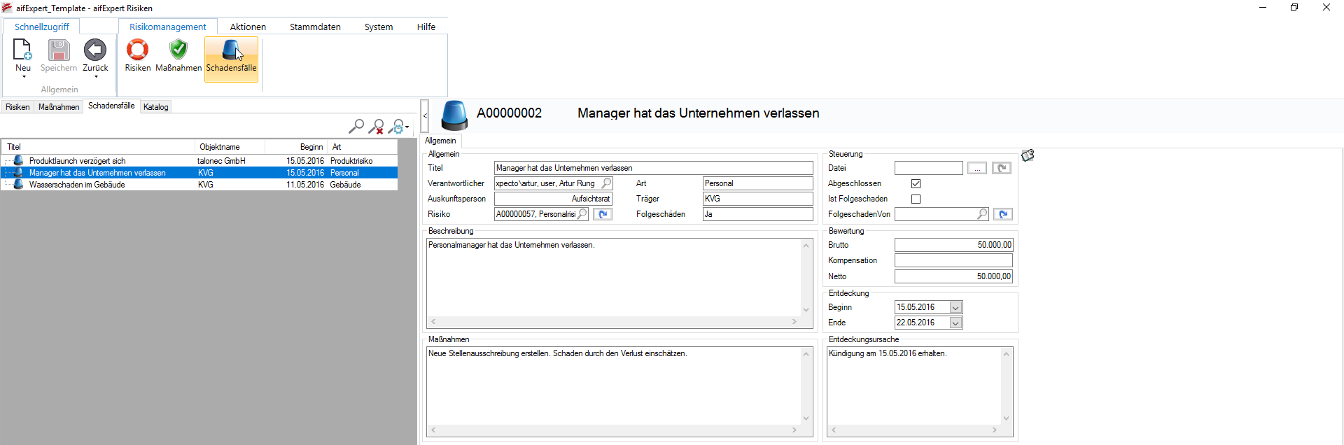 aifExpert_Template - aifExpert Risiken
Schnellzugriff Risikomanagement Aktionen Stammdaten System Hilfe
Neu Speichern Zurück Risiken Maßnahmen Schadensfälle
Allgemein
Risiken Maßnahmen Schadensfälle Katalog
Titel Objektname Beginn Art
Produktlaunch verzögert sich talonec GmbH 15.05.2016 Produktrisiko
Manager hat das Unternehmen verlassen KVG 15.05.2016 Personal
Wasserschaden im Gebäude KVG 11.05.2016 Gebäude
< A00000002 Manager hat das Unternehmen verlassen
Allgemein
Allgemein
Titel Manager hat das Unternehmen verlassen
Verantwortlicher xpecto\artur, user, Artur Rung Art Personal
Auskunftsperson Aufsichtsrat Träger KVG
Risiko A00000057, Personalrisi Folgeschäden Ja
Beschreibung
Personalmanager hat das Unternehmen verlassen.
Maßnahmen
Neue Stellenausschreibung erstellen. Schaden durch den Verlust einschätzen.
Steuerung
Datei ...
Abgeschlossen
Ist Folgeschaden
FolgeschadenVon
Bewertung
Brutto 50.000,00
Kompensation
Netto 50.000,00
Entdeckung
Beginn 15.05.2016
Ende 22.05.2016
Entdeckungsursache
Kündigung am 15.05.2016 erhalten.